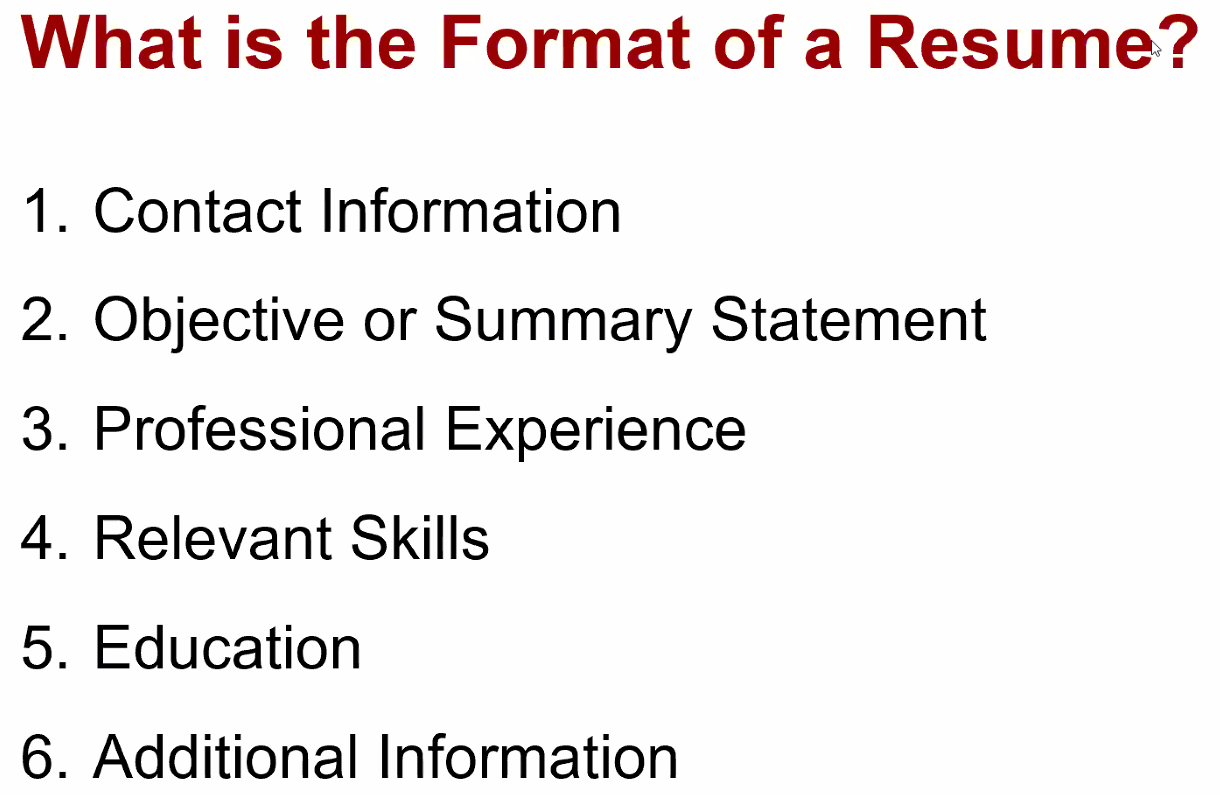 What is the Format of a Resume?
1. Contact Information
2. Objective or Summary Statement
3. Professional Experience
4. Relevant Skills
5. Education
6. Additional Information